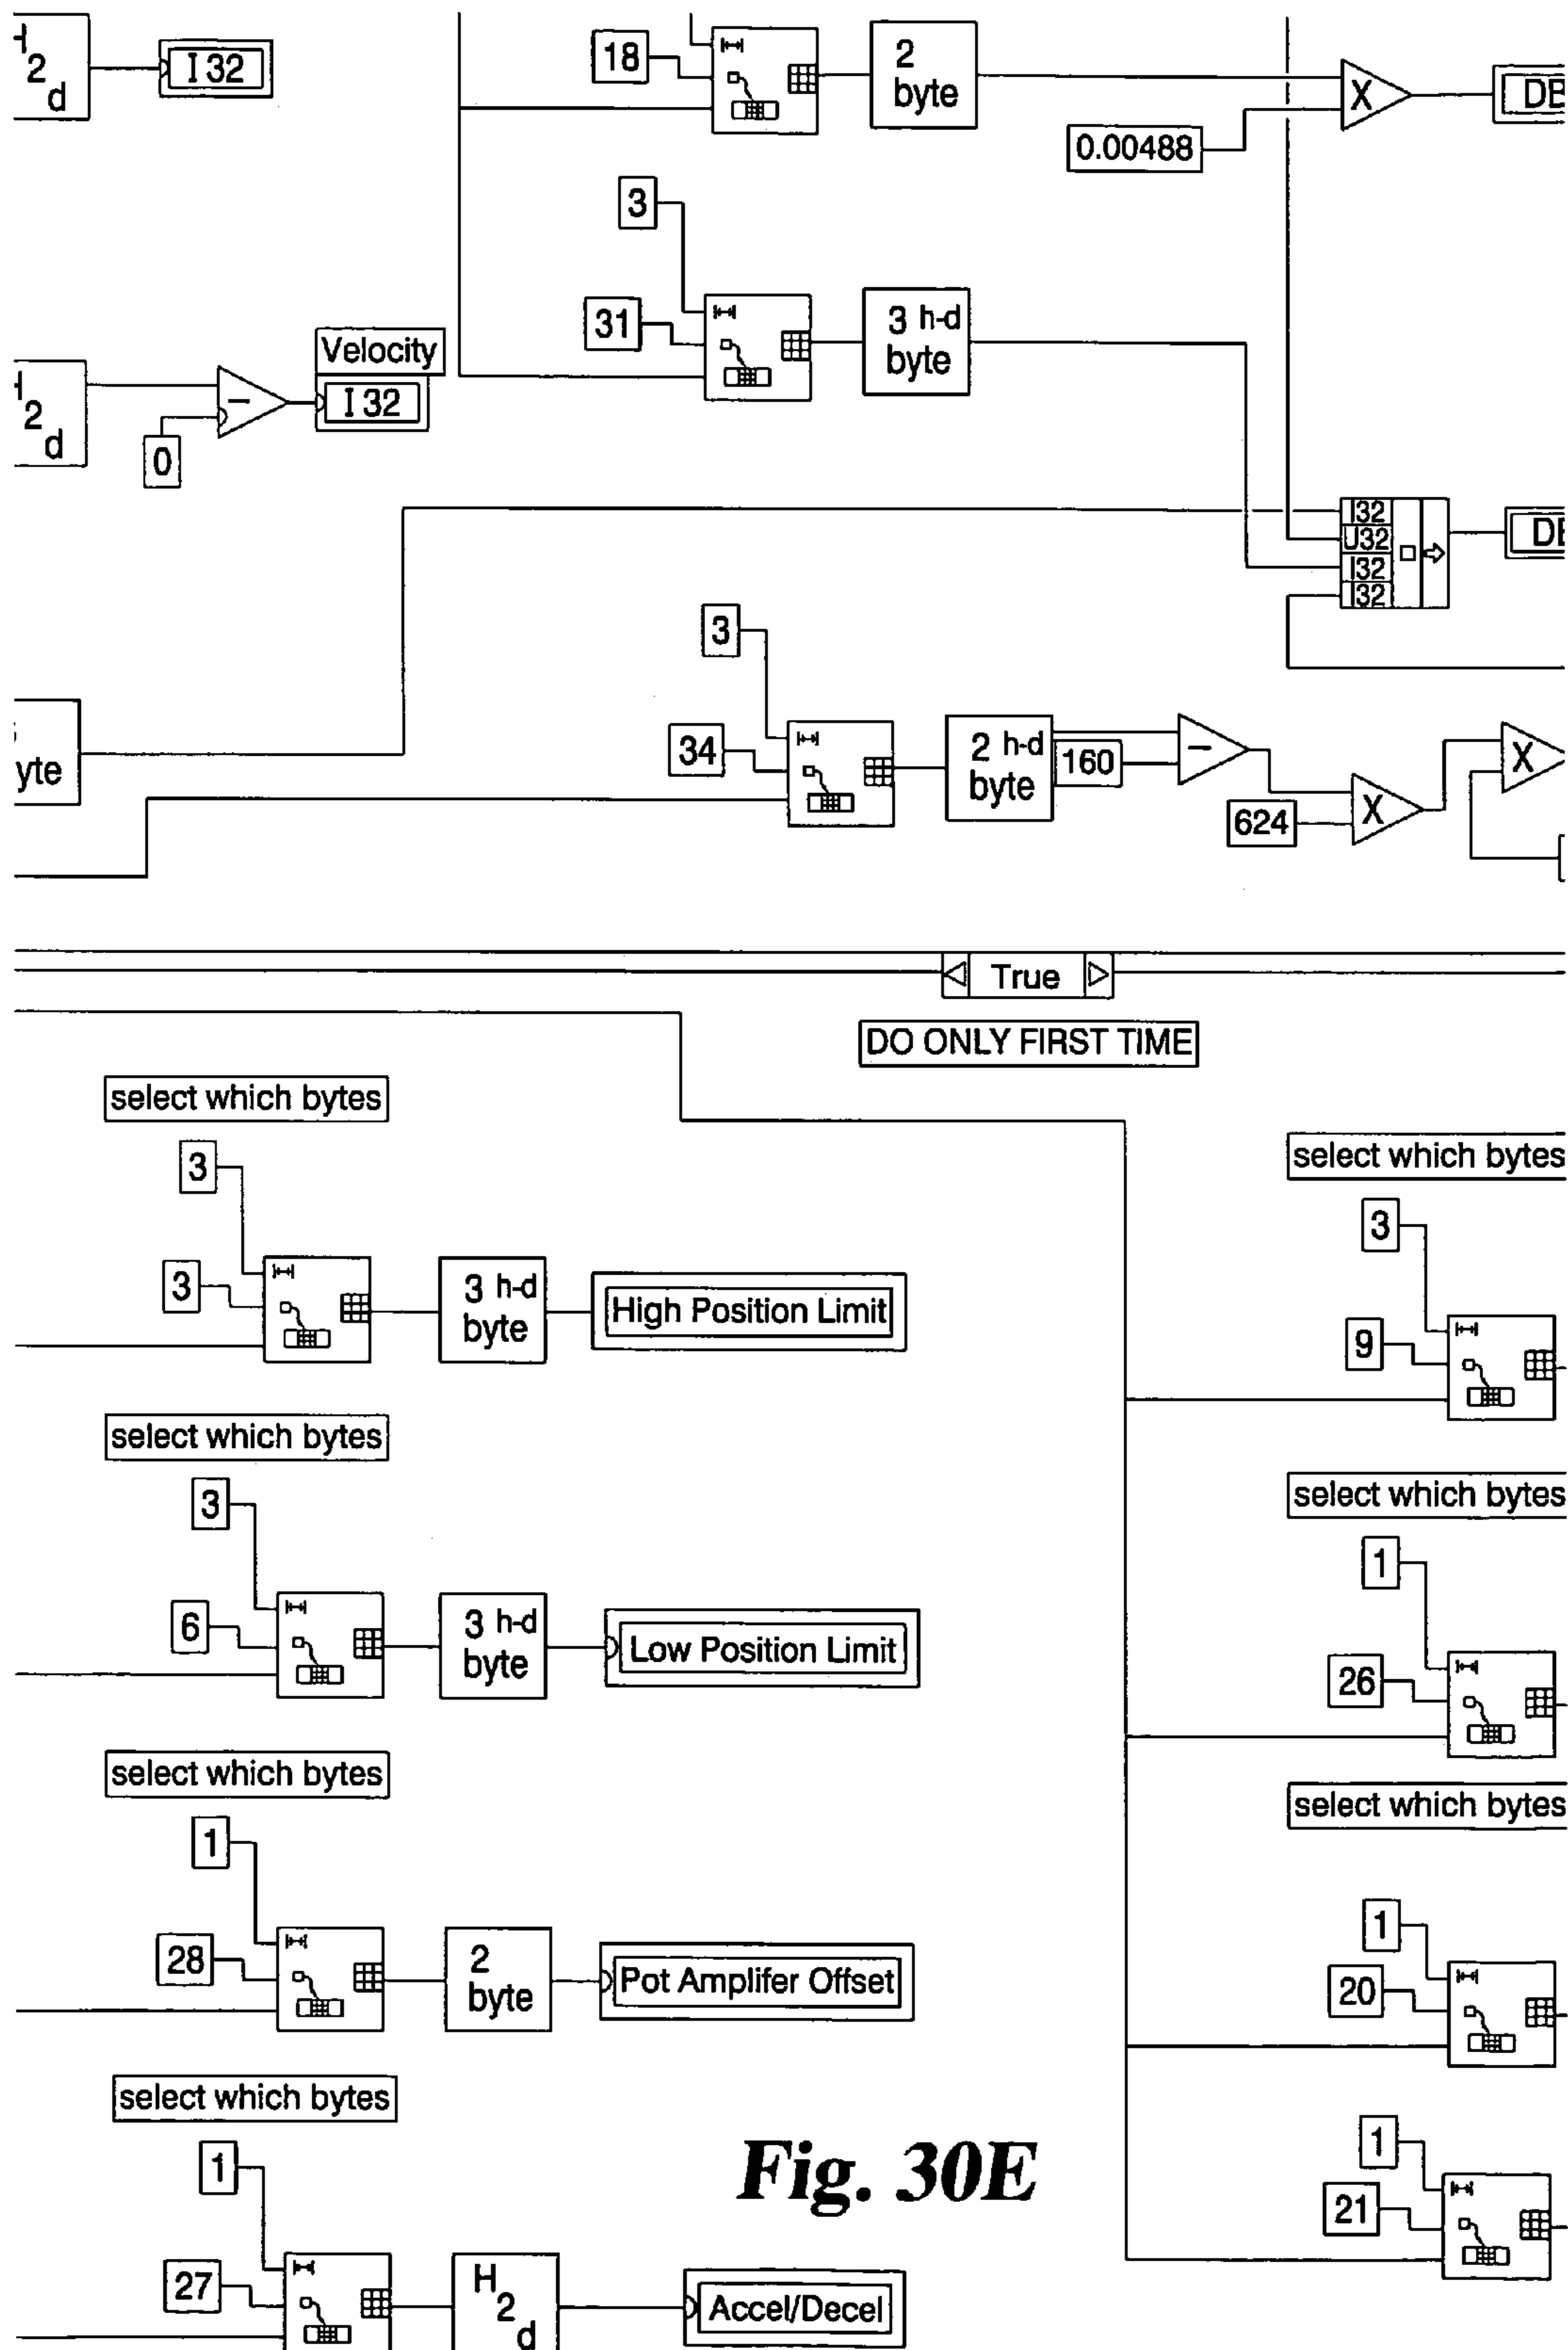 H
2
d
I 32
18
2
byte
X
0.00488
3
31
3 h-d
byte
Velocity
2
d
–
I 32
0
I32
U32
I32
I32
3
yte
34
2 h-d
byte
160
–
624
X
X
True
DO ONLY FIRST TIME
select which bytes
3
3
3 h-d
byte
High Position Limit
select which bytes
3
9
select which bytes
3
6
3 h-d
byte
Low Position Limit
select which bytes
1
26
select which bytes
1
28
2
byte
Pot Amplifer Offset
select which bytes
1
20
select which bytes
1
27
H
2
d
Accel/Decel
1
21
Fig. 30E